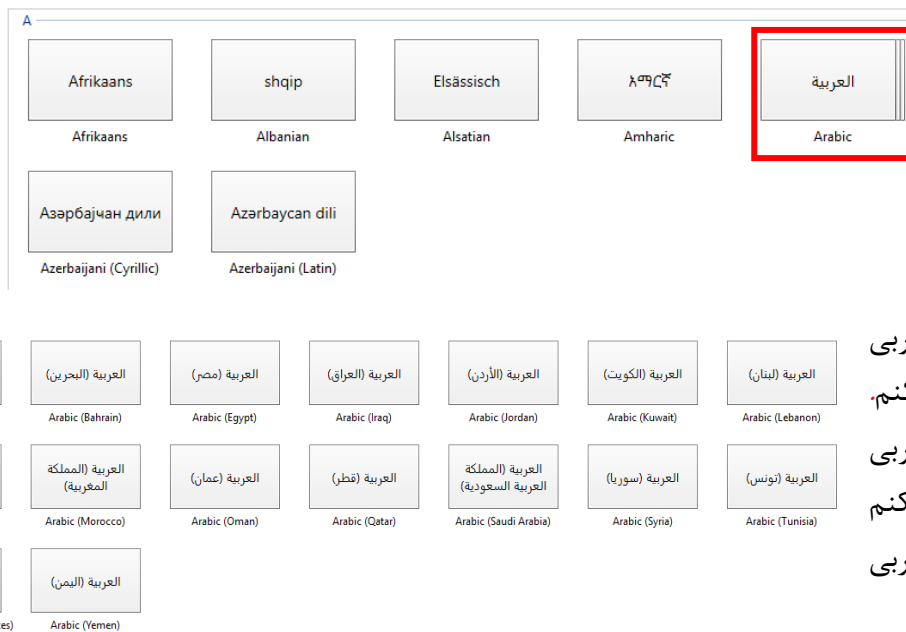 A
Afrikaans shqip Elsässisch አማርኛ العربية
Afrikaans Albanian Alsatian Amharic Arabic
Азәрбајҹан дили Azərbaycan dili
Azerbaijani (Cyrillic) Azerbaijani (Latin)
العربية (البحرين) العربية (مصر) العربية (العراق) العربية (الأردن) العربية (الكويت) العربية (لبنان)
Arabic (Bahrain) Arabic (Egypt) Arabic (Iraq) Arabic (Jordan) Arabic (Kuwait) Arabic (Lebanon)
العربية (المملكة المغربية) العربية (عمان) العربية (قطر) العربية (المملكة العربية السعودية) العربية (سوريا) العربية (تونس)
Arabic (Morocco) Arabic (Oman) Arabic (Qatar) Arabic (Saudi Arabia) Arabic (Syria) Arabic (Tunisia)
العربية (اليمن)
Arabic (Yemen)